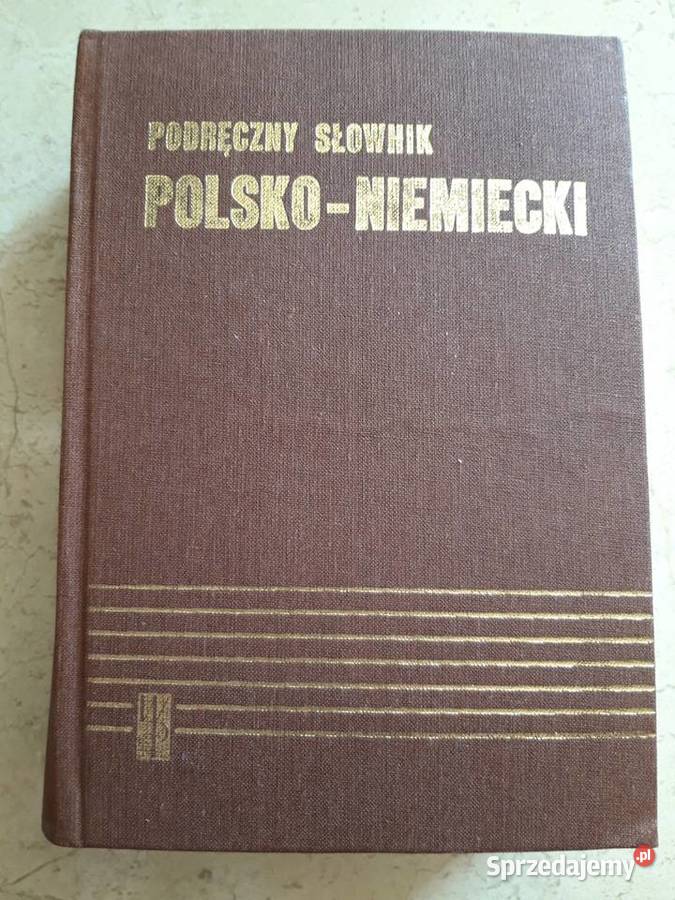 PODRĘCZNY SŁOWNIK
POLSKO-NIEMIECKI
Sprzedajemy.pl